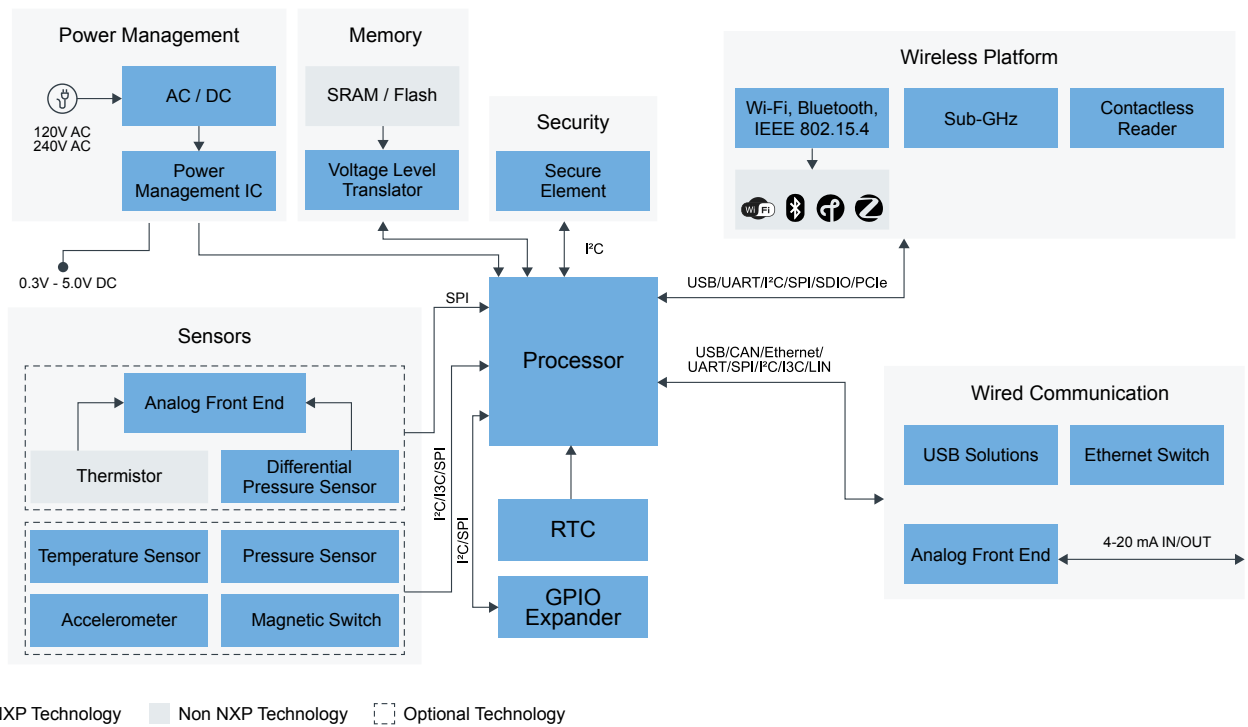 Power Management
AC / DC
120V AC
240V AC
Power
Management IC
0.3V - 5.0V DC
Memory
SRAM / Flash
Voltage Level
Translator
Security
Secure
Element
I²C
Wireless Platform
Wi-Fi, Bluetooth,
IEEE 802.15.4
Sub-GHz
Contactless
Reader
Wi Fi
USB/UART/I²C/SPI/SDIO/PCIe
SPI
Sensors
Analog Front End
Thermistor
Differential
Pressure Sensor
Temperature Sensor
Pressure Sensor
Accelerometer
Magnetic Switch
I²C/I3C/SPI
I²C/SPI
Processor
RTC
GPIO
Expander
USB/CAN/Ethernet/
UART/SPI/I²C/I3C/LIN
Wired Communication
USB Solutions
Ethernet Switch
Analog Front End
4-20 mA IN/OUT
XP Technology
Non NXP Technology
Optional Technology